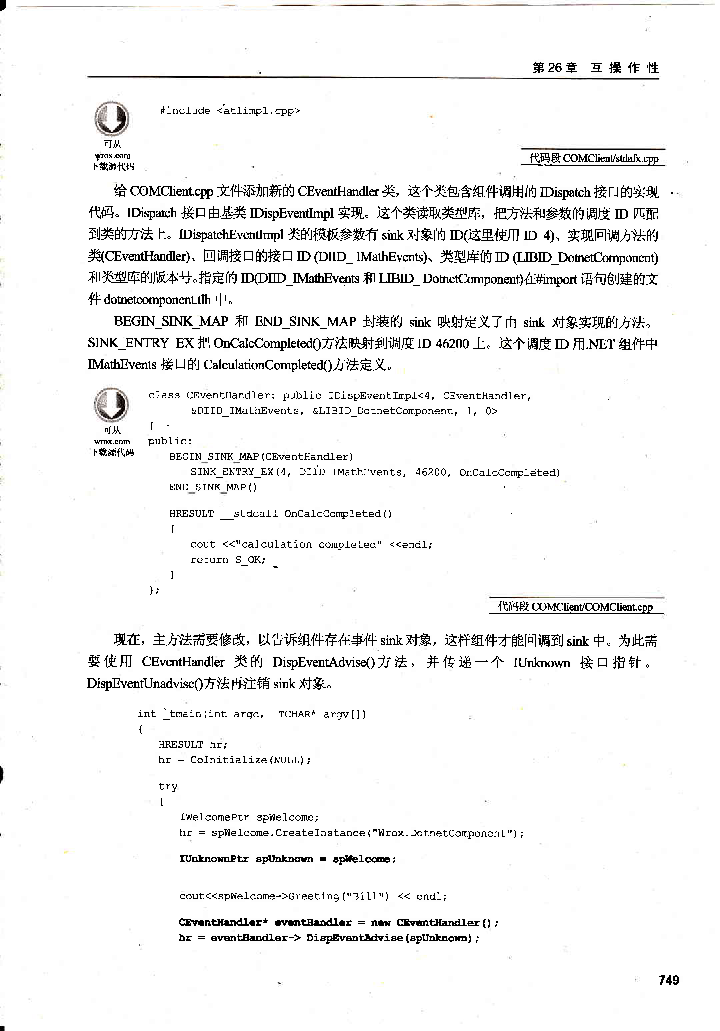 第26章 互操作性
#include <atlimpl.cpp>
可从
wrox.com
下载源代码
代码段 COMClient/stdafx.cpp
给 COMClient.cpp 文件添加新的 CEventHandler 类，这个类包含组件调用的 IDispatch 接口的实现
代码。IDispatch 接口由基类 IDispEventImpl 实现。这个类读取类型库，把方法和参数的调度 ID 匹配
到类的方法上。IDispatchEventImpl 类的模板参数有 sink 对象的 ID(这里使用 ID 4)、实现回调方法的
类(CEventHandler)、回调接口的接口 ID (DIID_ IMathEvents)、类型库的 ID (LIBID_DotnetComponent)
和类型库的版本号。指定的 ID(DIID_IMathEvents 和 LIBID_ DotnetComponent)在#import 语句创建的文
件 dotnetcomponent.tlh 中。
BEGIN_SINK_MAP 和 END_SINK_MAP 封装的 sink 映射定义了由 sink 对象实现的方法。
SINK_ENTRY_EX 把 OnCalcCompleted()方法映射到调度 ID 46200 上。这个调度 ID 用.NET 组件中
IMathEvents 接口的 CalculationCompleted()方法定义。
可从
wrox.com
下载源代码
class CEventHandler: public IDispEventImpl<4, CEventHandler,
&DIID_IMathEvents, &LIBID_DotnetComponent, 1, 0>
{
public:
BEGIN_SINK_MAP(CEventHandler)
SINK_ENTRY_EX(4, DIID_IMathEvents, 46200, OnCalcCompleted)
END_SINK_MAP()
HRESULT __stdcall OnCalcCompleted()
{
cout <<"calculation completed" <<endl;
return S_OK;
}
};
代码段 COMClient/COMClient.cpp
现在，主方法需要修改，以告诉组件存在事件 sink 对象，这样组件才能回调到 sink 中。为此需
要使用 CEventHandler 类的 DispEventAdvise()方法，并传递一个 IUnknown 接口指针。
DispEventUnadvise()方法再注销 sink 对象。
int _tmain(int argc, _TCHAR* argv[])
{
HRESULT hr;
hr = CoInitialize(NULL);
try
{
IWelcomePtr spWelcome;
hr = spWelcome.CreateInstance("Wrox.DotnetComponent");
IUnknownPtr spUnknown = spWelcome;
cout<<spWelcome->Greeting("Bill") << endl;
CEventHandler* eventHandler = new CEventHandler();
hr = eventHandler-> DispEventAdvise(spUnknown);
749